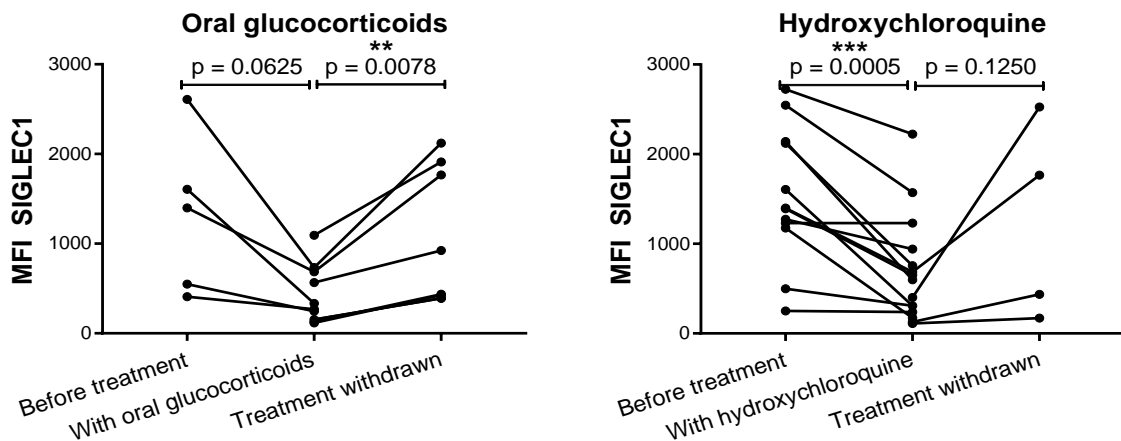 Oral glucocorticoids
**
p = 0.0625 p = 0.0078
3000
2000
1000
0
MFI SIGLEC1
Before treatment
With oral glucocorticoids
Treatment withdrawn
Hydroxychloroquine
***
p = 0.0005 p = 0.1250
3000
2000
1000
0
MFI SIGLEC1
Before treatment
With hydroxychloroquine
Treatment withdrawn